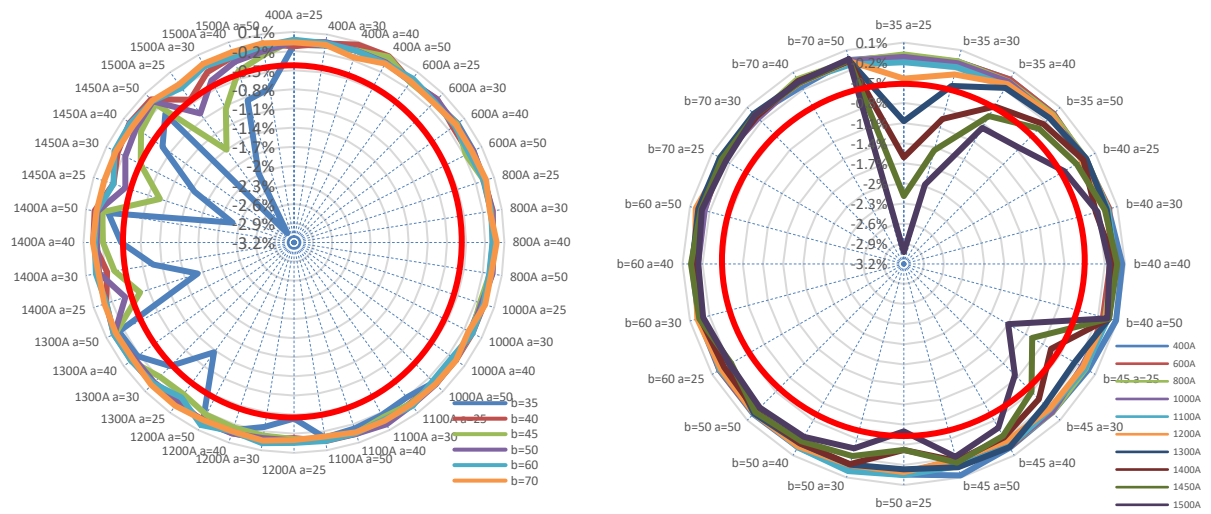 400A a=25
400A a=30
400A a=40
400A a=50
600A a=25
600A a=30
600A a=50
800A a=25
800A a=30
800A a=40
800A a=50
1000A a=25
1000A a=30
1000A a=40
1000A a=50
1100A a=25
1100A a=30
1100A a=40
1100A a=50
1200A a=25
1200A a=30
1200A a=50
1300A a=25
1300A a=30
1300A a=40
1300A a=50
1400A a=25
1400A a=30
1400A a=40
1400A a=50
1450A a=25
1450A a=30
1450A a=40
1450A a=50
1500A a=25
1500A a=30
1500A a=40
1500A a=50
0.1%
-0.2%
-0.5%
-0.8%
-1.1%
-1.4%
-1.7%
-2%
-2.3%
-2.6%
-2.9%
-3.2%
b=35
b=40
b=45
b=50
b=60
b=70
b=35 a=25
b=35 a=30
b=35 a=40
b=35 a=50
b=40 a=25
b=40 a=30
b=40 a=40
b=40 a=50
b=45 a=25
b=45 a=30
b=45 a=40
b=45 a=50
b=50 a=25
b=50 a=30
b=50 a=40
b=50 a=50
b=60 a=25
b=60 a=30
b=60 a=40
b=60 a=50
b=70 a=25
b=70 a=30
b=70 a=40
b=70 a=50
0.1%
-0.2%
-1.7%
-2%
-2.3%
-2.6%
-2.9%
-3.2%
400A
600A
800A
1000A
1100A
1200A
1300A
1400A
1450A
1500A